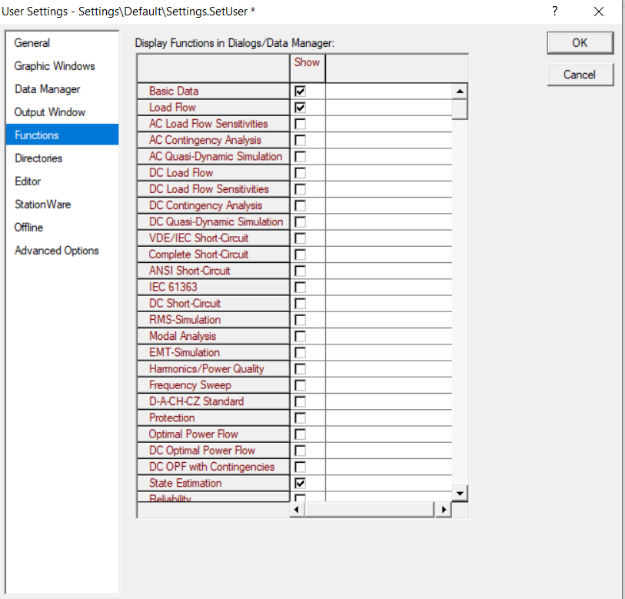 User Settings - Settings\Default\Settings.SetUser *
?
General
Graphic Windows
Data Manager
Output Window
Functions
Directories
Editor
StationWare
Offline
Advanced Options
Display Functions in Dialogs/Data Manager:
Show
Basic Data
Load Flow
AC Load Flow Sensitivities
AC Contingency Analysis
AC Quasi-Dynamic Simulation
DC Load Flow
DC Load Flow Sensitivities
DC Contingency Analysis
DC Quasi-Dynamic Simulation
VDE/IEC Short-Circuit
Complete Short-Circuit
ANSI Short-Circuit
IEC 61363
DC Short-Circuit
RMS-Simulation
Modal Analysis
EMT-Simulation
Harmonics/Power Quality
Frequency Sweep
D-A-CH-CZ Standard
Protection
Optimal Power Flow
DC Optimal Power Flow
DC OPF with Contingencies
State Estimation
Reliability
OK
Cancel